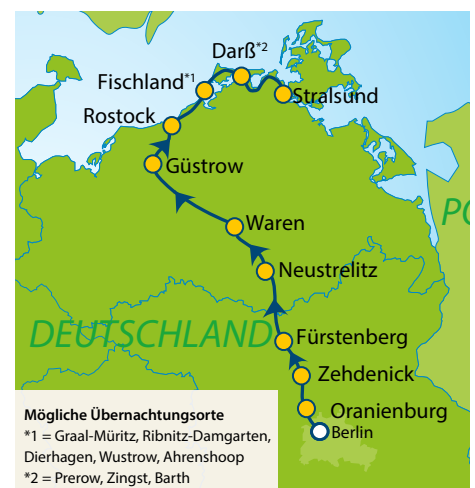 Darß*²
Fischland*¹
Stralsund
Rostock
Güstrow
PO
Waren
Neustrelitz
DEUTSCHLAND
Fürstenberg
Zehdenick
Oranienburg
Berlin
Mögliche Übernachtungsorte
*1 = Graal-Müritz, Ribnitz-Damgarten,
Dierhagen, Wustrow, Ahrenshoop
*2 = Prerow, Zingst, Barth